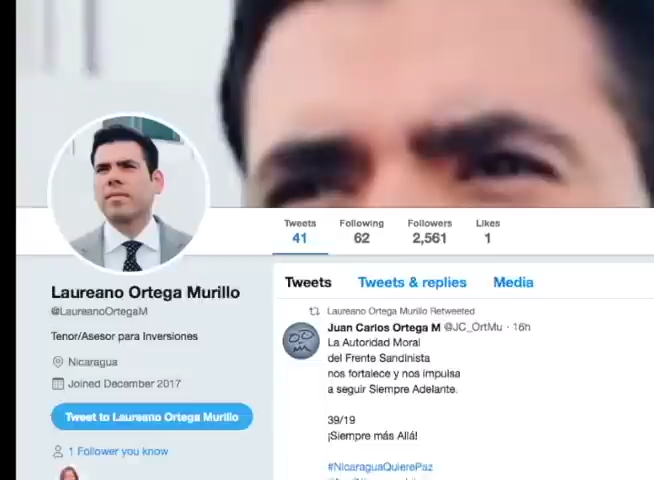 Tweets Following Followers Likes
41 62 2,561 1
Laureano Ortega Murillo
@LaureanoOrtegaM
Tenor/Asesor para Inversiones
Nicaragua
Joined December 2017
Tweet to Laureano Ortega Murillo
1 Follower you know
Tweets Tweets & replies Media
Laureano Ortega Murillo Retweeted
Juan Carlos Ortega M @JC_OrtMu · 16h
La Autoridad Moral
del Frente Sandinista
nos fortalece y nos impulsa
a seguir Siempre Adelante.
39/19
¡Siempre más Allá!
#NicaraguaQuierePaz